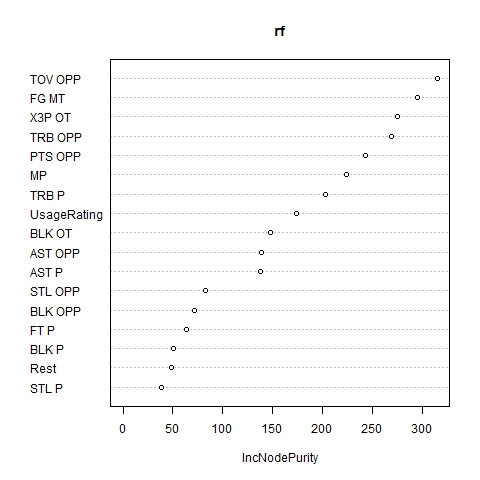 rf
TOV OPP
FG MT
X3P OT
TRB OPP
PTS OPP
MP
TRB P
UsageRating
BLK OT
AST OPP
AST P
STL OPP
BLK OPP
FT P
BLK P
Rest
STL P
0 50 100 150 200 250 300
IncNodePurity